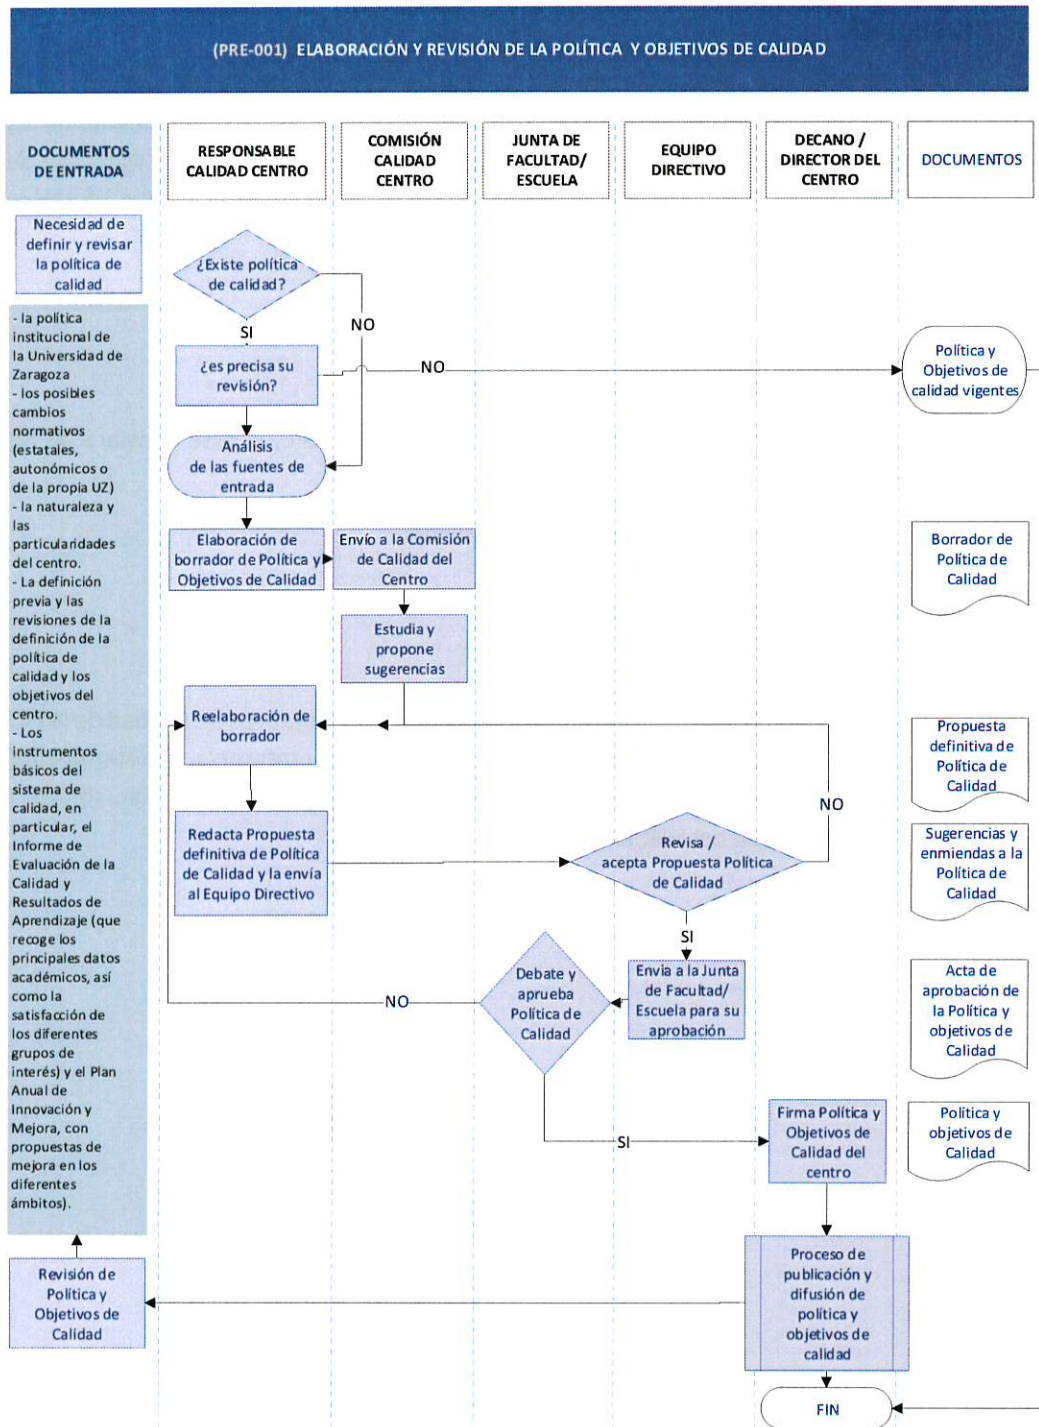 (PRE-001) ELABORACIÓN Y REVISIÓN DE LA POLÍTICA Y OBJETIVOS DE CALIDAD
DOCUMENTOS
DE ENTRADA
RESPONSABLE
CALIDAD CENTRO
COMISIÓN
CALIDAD
CENTRO
JUNTA DE
FACULTAD/
ESCUELA
EQUIPO
DIRECTIVO
DECANO /
DIRECTOR DEL
CENTRO
DOCUMENTOS
Necesidad de
definir y revisar
la política de
calidad
- la política
institucional de
la Universidad de
Zaragoza
- los posibles
cambios
normativos
(estatales,
autonómicos o
de la propia UZ)
- la naturaleza y
las
particularidades
del centro.
- La definición
previa y las
revisiones de la
definición de la
política de
calidad y los
objetivos del
centro.
- Los
instrumentos
básicos del
sistema de
calidad, en
particular, el
Informe de
Evaluación de la
Calidad y
Resultados de
Aprendizaje (que
recoge los
principales datos
académicos, así
como la
satisfacción de
los diferentes
grupos de
interés) y el Plan
Anual de
Innovación y
Mejora, con
propuestas de
mejora en los
diferentes
ámbitos).
Revisión de
Política y
Objetivos de
Calidad
¿Existe política
de calidad?
SI
NO
¿es precisa su
revisión?
NO
Política y
Objetivos de
calidad vigentes
Análisis
de las fuentes de
entrada
Elaboración de
borrador de Política y
Objetivos de Calidad
Envío a la Comisión
de Calidad del
Centro
Borrador de
Política de
Calidad
Estudia y
propone
sugerencias
Reelaboración de
borrador
Propuesta
definitiva de
Política de
Calidad
NO
Redacta Propuesta
definitiva de Política
de Calidad y la envía
al Equipo Directivo
Revisa /
acepta Propuesta Política
de Calidad
Sugerencias y
enmiendas a la
Política de
Calidad
SI
Debate y
aprueba
Política de
Calidad
Envia a la Junta
de Facultad/
Escuela para su
aprobación
NO
Acta de
aprobación de
la Política y
objetivos de
Calidad
SI
Firma Política y
Objetivos de
Calidad del
centro
Política y
objetivos de
Calidad
Proceso de
publicación y
difusión de
política y
objetivos de
calidad
FIN